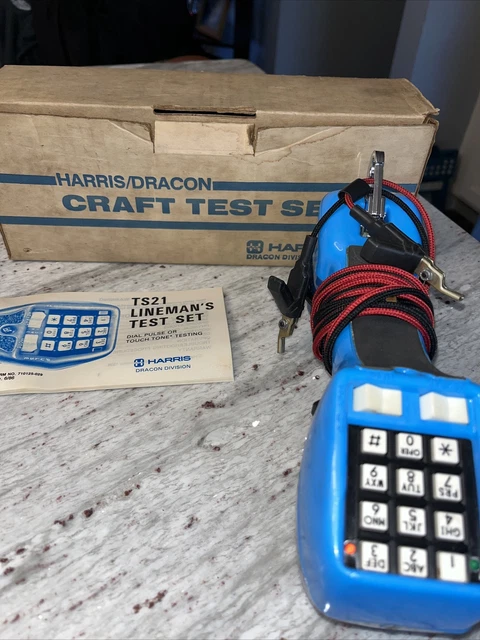 HARRIS/DRACON
CRAFT TEST SE
HAR
DRACON DIVIS
TS21
LINEMAN'S
TEST SET
DIAL PULSE OR
TOUCH TONE* TESTING
HARRIS
DRACON DIVISION
# 0 OPER *
9 WXY 8 TUV 7 PRS
6 MNO 5 JKL 4 GHI
3 DEF 2 ABC 1